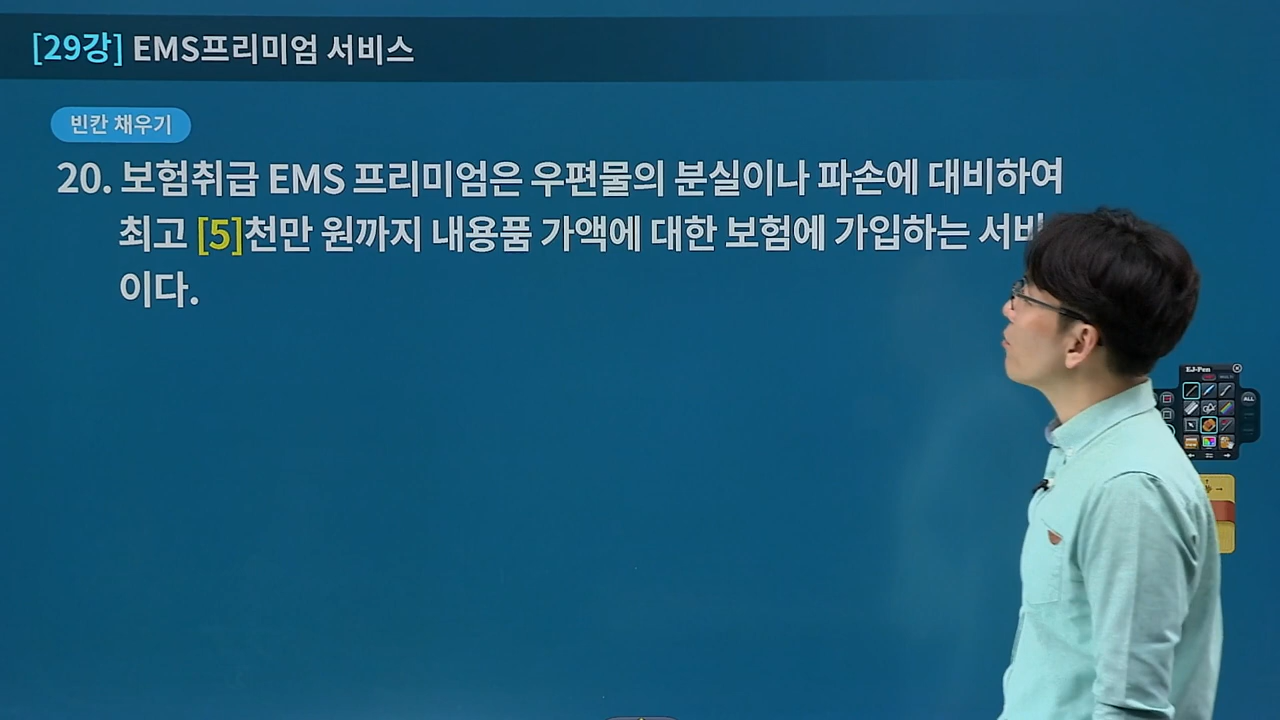 [29강] EMS프리미엄 서비스
빈칸 채우기
20. 보험취급 EMS 프리미엄은 우편물의 분실이나 파손에 대비하여
최고 [5]천만 원까지 내용품 가액에 대한 보험에 가입하는 서비
이다.
EJ-Pen
ALL